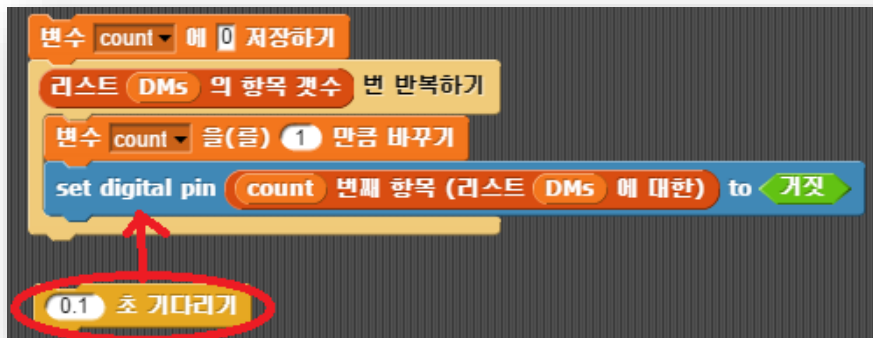 변수 count 에 0 저장하기
리스트 DMs 의 항목 갯수 번 반복하기
변수 count 을(를) 1 만큼 바꾸기
set digital pin count 번째 항목 (리스트 DMs 에 대한) to 거짓
0.1 초 기다리기